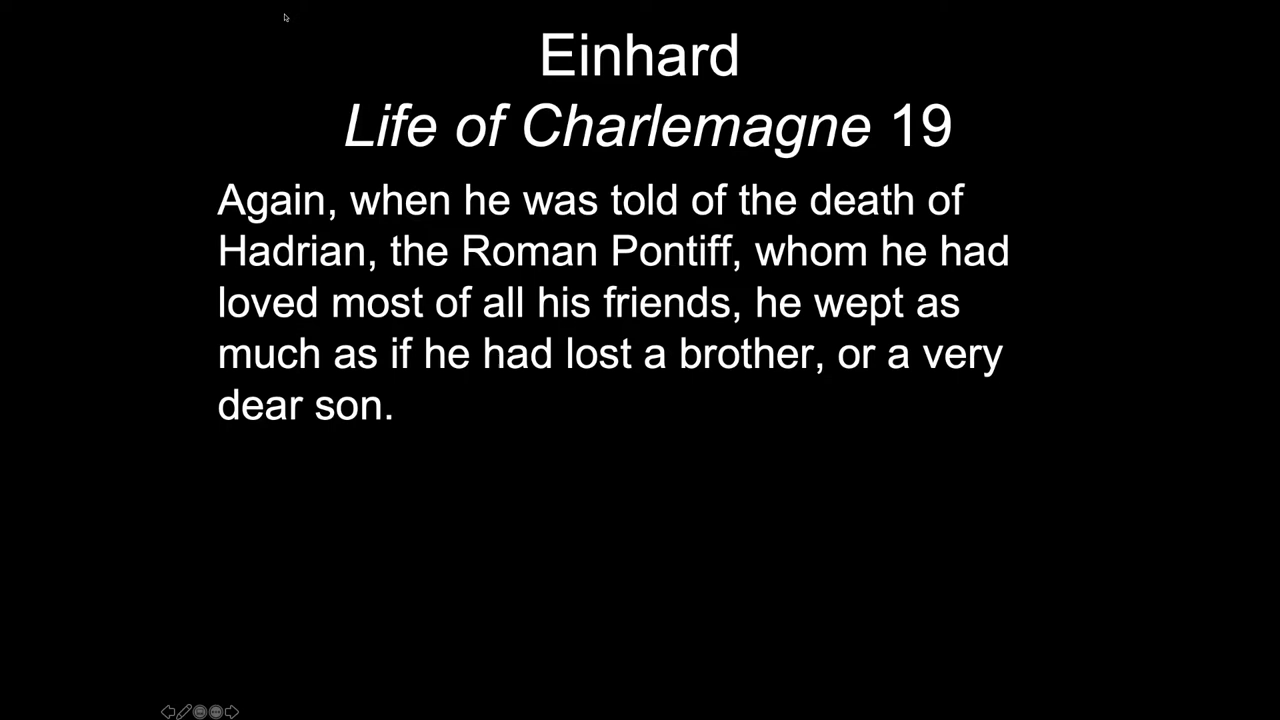 Einhard
Life of Charlemagne 19
Again, when he was told of the death of
Hadrian, the Roman Pontiff, whom he had
loved most of all his friends, he wept as
much as if he had lost a brother, or a very
dear son.